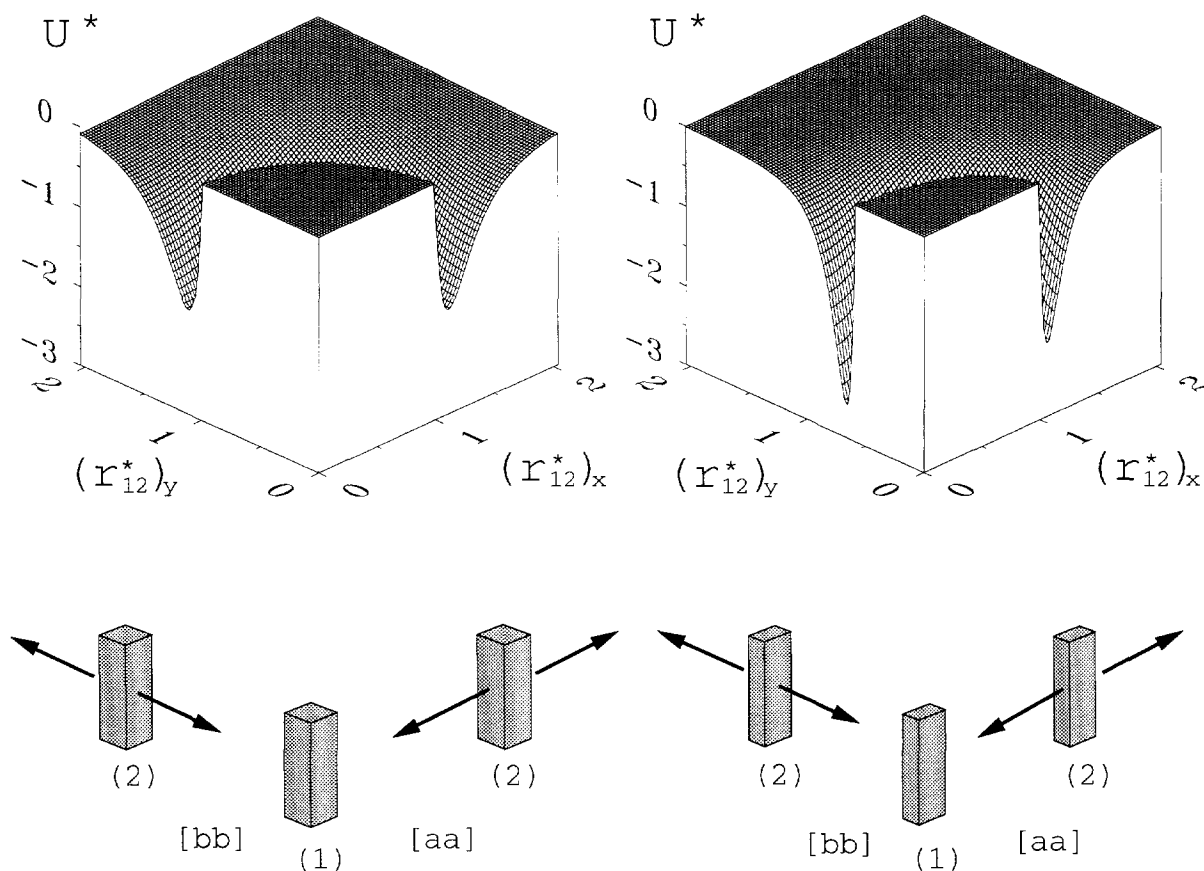 U *
0
-1
-2
-3
2
1
0
(r*12)y
0
1
2
(r*12)x
U *
0
-1
-2
-3
2
1
0
(r*12)y
0
1
2
(r*12)x
(2)
(2)
[bb]
(1)
[aa]
(2)
(2)
[bb]
(1)
[aa]